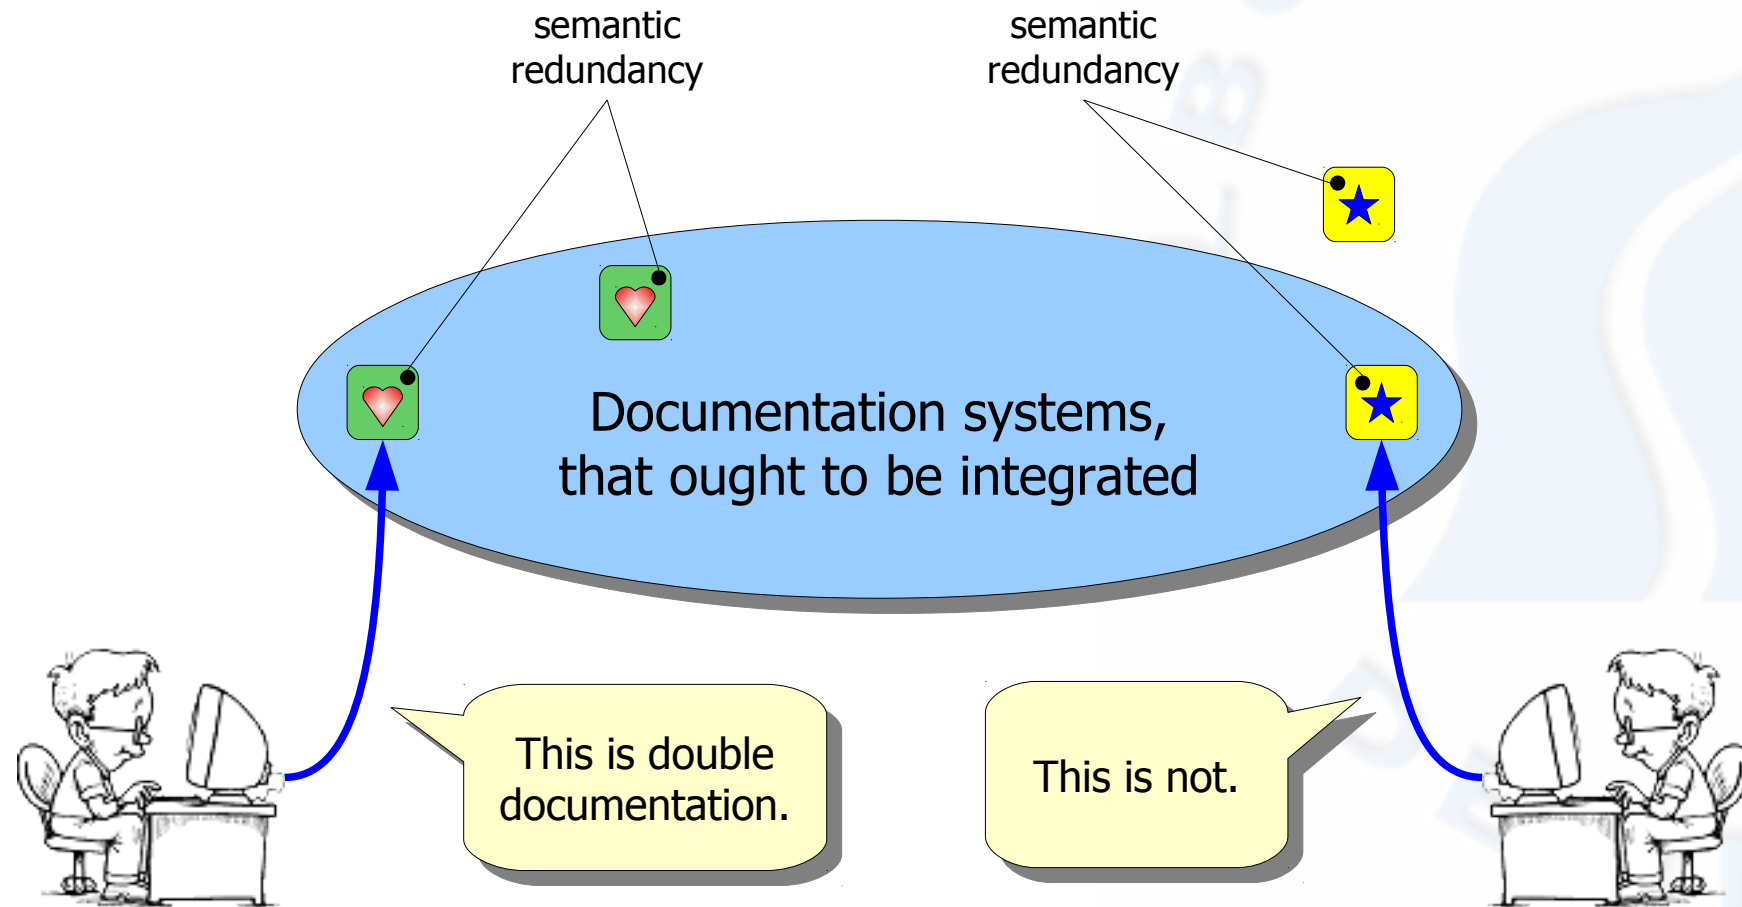 semantic
redundancy
semantic
redundancy
Documentation systems,
that ought to be integrated
This is double
documentation.
This is not.